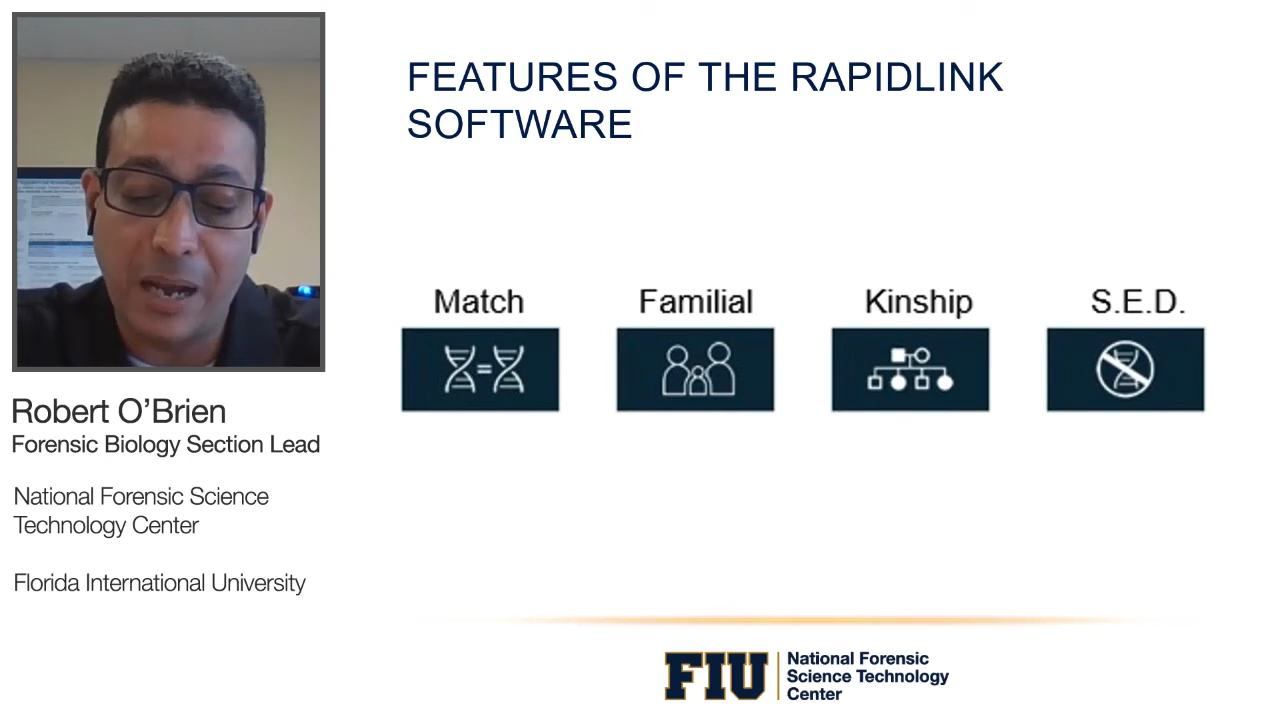 FEATURES OF THE RAPIDLINK
SOFTWARE
Match
Familial
Kinship
S.E.D.
Robert O’Brien
Forensic Biology Section Lead
National Forensic Science
Technology Center
Florida International University
FIU
National Forensic
Science Technology
Center